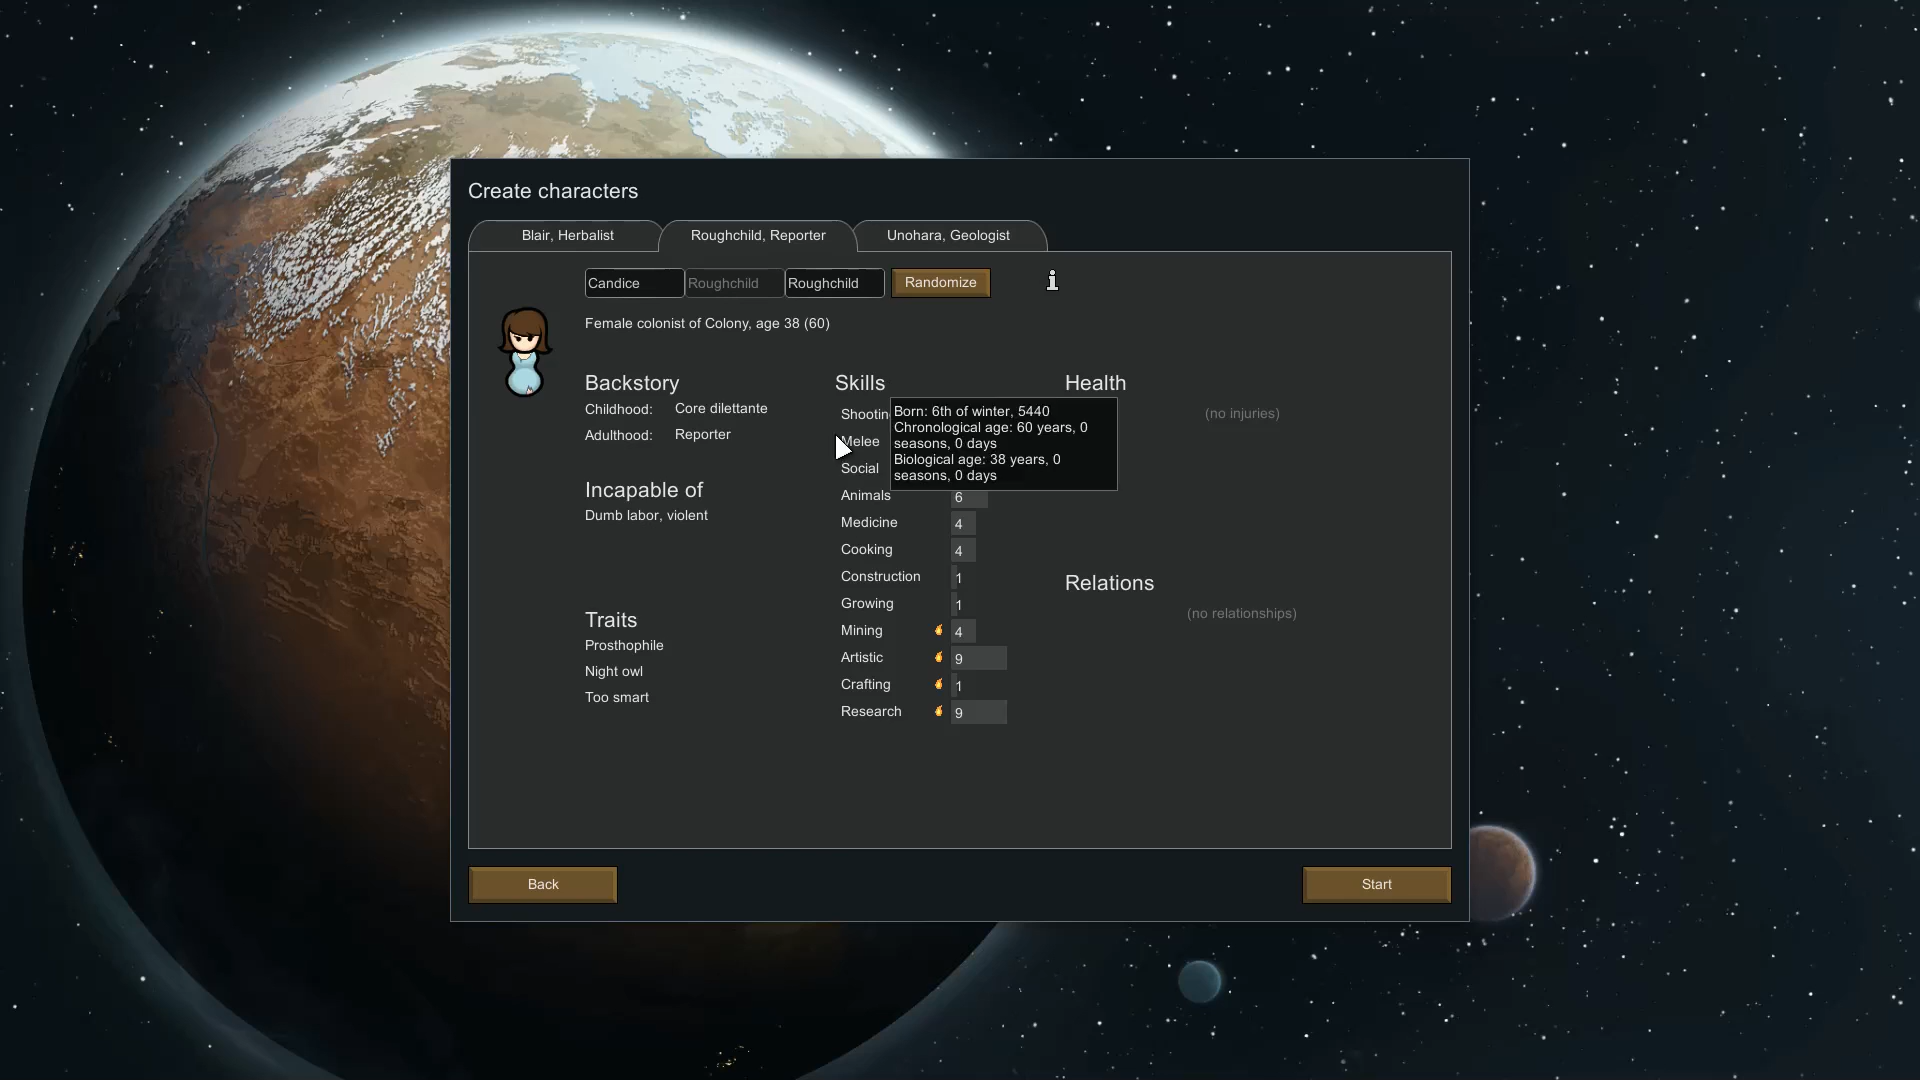 Create characters
Blair, Herbalist
Roughchild, Reporter
Unohara, Geologist
Candice
Roughchild
Roughchild
Randomize
Female colonist of Colony, age 38 (60)
Backstory
Childhood: Core dilettante
Adulthood: Reporter
Incapable of
Dumb labor, violent
Traits
Prosthophile
Night owl
Too smart
Skills
Melee
Social
Animals 6
Medicine 4
Cooking 4
Construction 1
Growing 1
Mining 4
Artistic 9
Crafting 1
Research 9
Born: 6th of winter, 5440
Chronological age: 60 years, 0
seasons, 0 days
Biological age: 38 years, 0
seasons, 0 days
Health
(no injuries)
Relations
(no relationships)
Back
Start